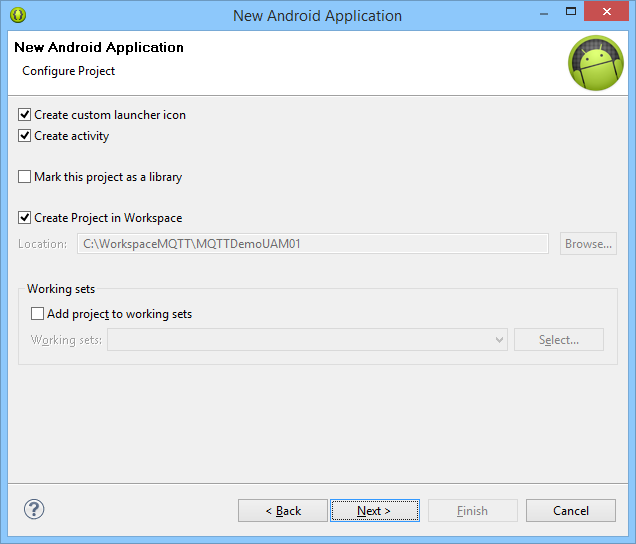 New Android Application
New Android Application
Configure Project
Create custom launcher icon
Create activity
Mark this project as a library
Create Project in Workspace
Location: C:\WorkspaceMQTT\MQTTDemoUAM01 Browse...
Working sets
Add project to working sets
Working sets: Select...
? < Back Next > Finish Cancel